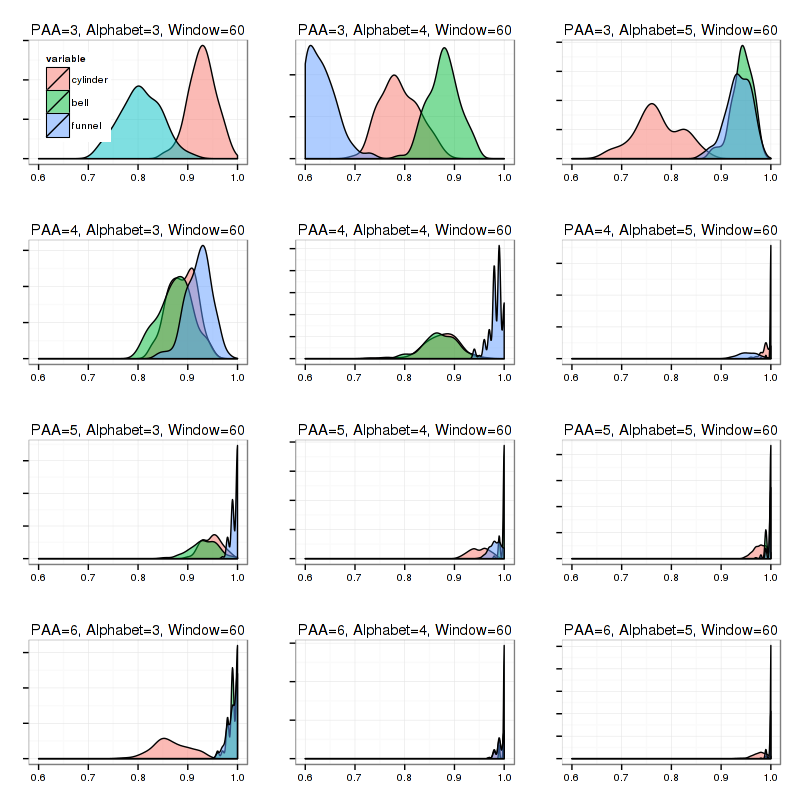 PAA=3, Alphabet=3, Window=60
PAA=3, Alphabet=4, Window=60
PAA=3, Alphabet=5, Window=60
variable
cylinder
bell
funnel
0.6 0.7 0.8 0.9 1.0
0.6 0.7 0.8 0.9 1.0
0.6 0.7 0.8 0.9 1.0
PAA=4, Alphabet=3, Window=60
PAA=4, Alphabet=4, Window=60
PAA=4, Alphabet=5, Window=60
0.6 0.7 0.8 0.9 1.0
0.6 0.7 0.8 0.9 1.0
0.6 0.7 0.8 0.9 1.0
PAA=5, Alphabet=3, Window=60
PAA=5, Alphabet=4, Window=60
PAA=5, Alphabet=5, Window=60
0.6 0.7 0.8 0.9 1.0
0.6 0.7 0.8 0.9 1.0
0.6 0.7 0.8 0.9 1.0
PAA=6, Alphabet=3, Window=60
PAA=6, Alphabet=4, Window=60
PAA=6, Alphabet=5, Window=60
0.6 0.7 0.8 0.9 1.0
0.6 0.7 0.8 0.9 1.0
0.6 0.7 0.8 0.9 1.0